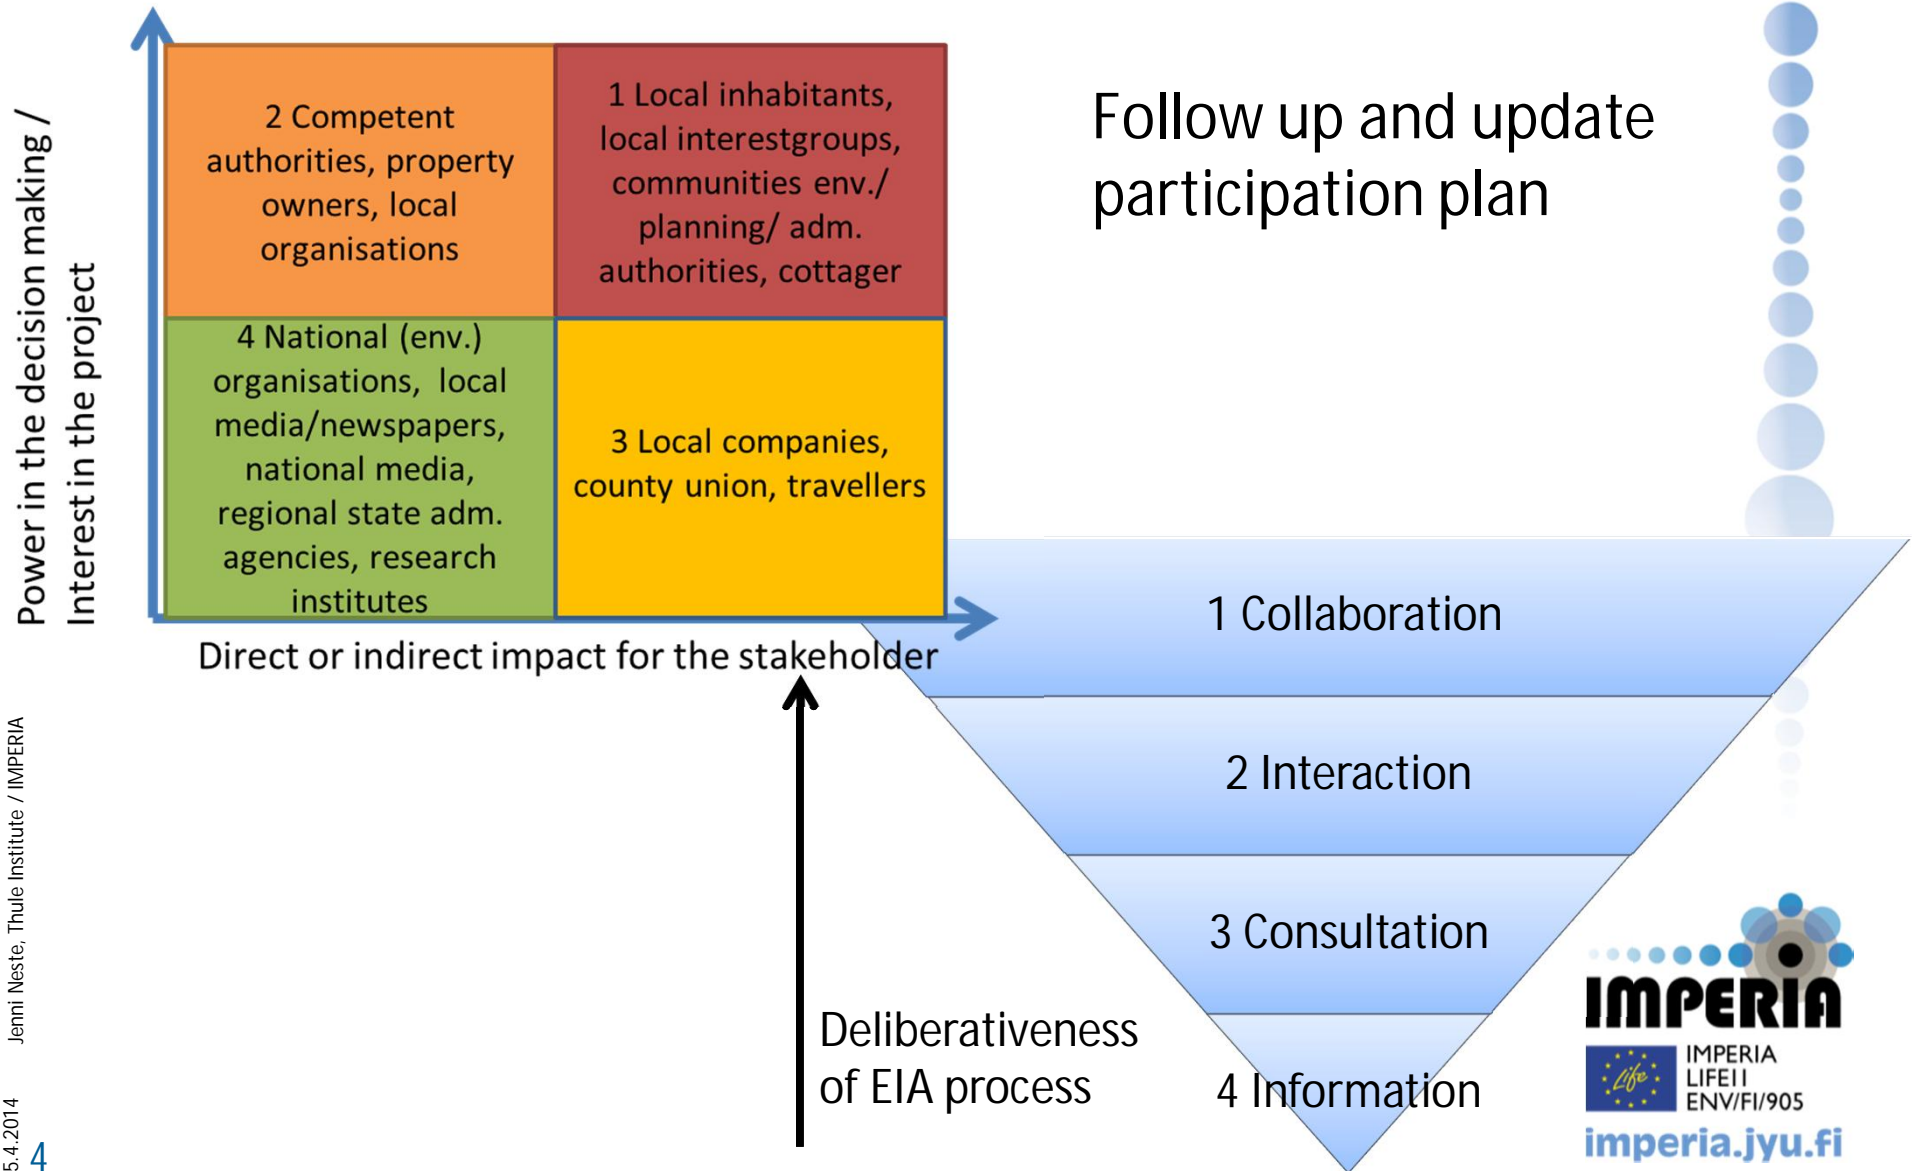 Follow up and update
participation plan
Power in the decision making /
Interest in the project
2 Competent
authorities, property
owners, local
organisations
1 Local inhabitants,
local interestgroups,
communities env./
planning/ adm.
authorities, cottager
4 National (env.)
organisations, local
media/newspapers,
national media,
regional state adm.
agencies, research
institutes
3 Local companies,
county union, travellers
Direct or indirect impact for the stakeholder
1 Collaboration
2 Interaction
3 Consultation
4 Information
Deliberativeness
of EIA process
IMPERIA
Life
IMPERIA
LIFE11
ENV/FI/905
imperia.jyu.fi
Jenni Neste, Thule Institute / IMPERIA
5.4.2014
4